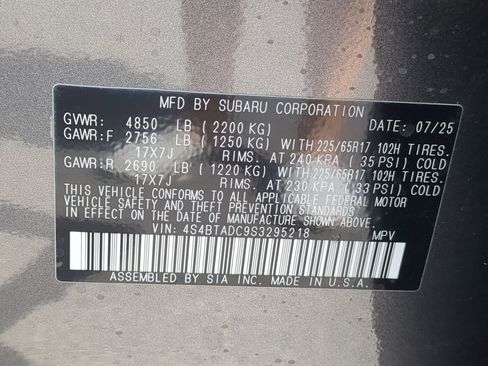 MFD BY SUBARU CORPORATION
GVWR: 4850 LB (2200 KG) DATE: 07/25
GAWR:F 2756 LB (1250 KG) WITH 225/65R17 102H TIRES.
17X7J RIMS. AT 240 KPA (35 PSI) COLD
GAWR:R 2690 LB (1220 KG) WITH 225/65R17 102H TIRES.
17X7J RIMS. AT 230 KPA (33 PSI) COLD
THIS VEHICLE CONFORMS TO ALL APPLICABLE FEDERAL MOTOR
VEHICLE SAFETY AND THEFT PREVENTION STANDARDS
IN EFFECT ON THE DATE OF MANUFACTURE SHOWN ABOVE.
VIN: 4S4BTADC9S3295218 MPV
ASSEMBLED BY SIA INC. MADE IN U.S.A.